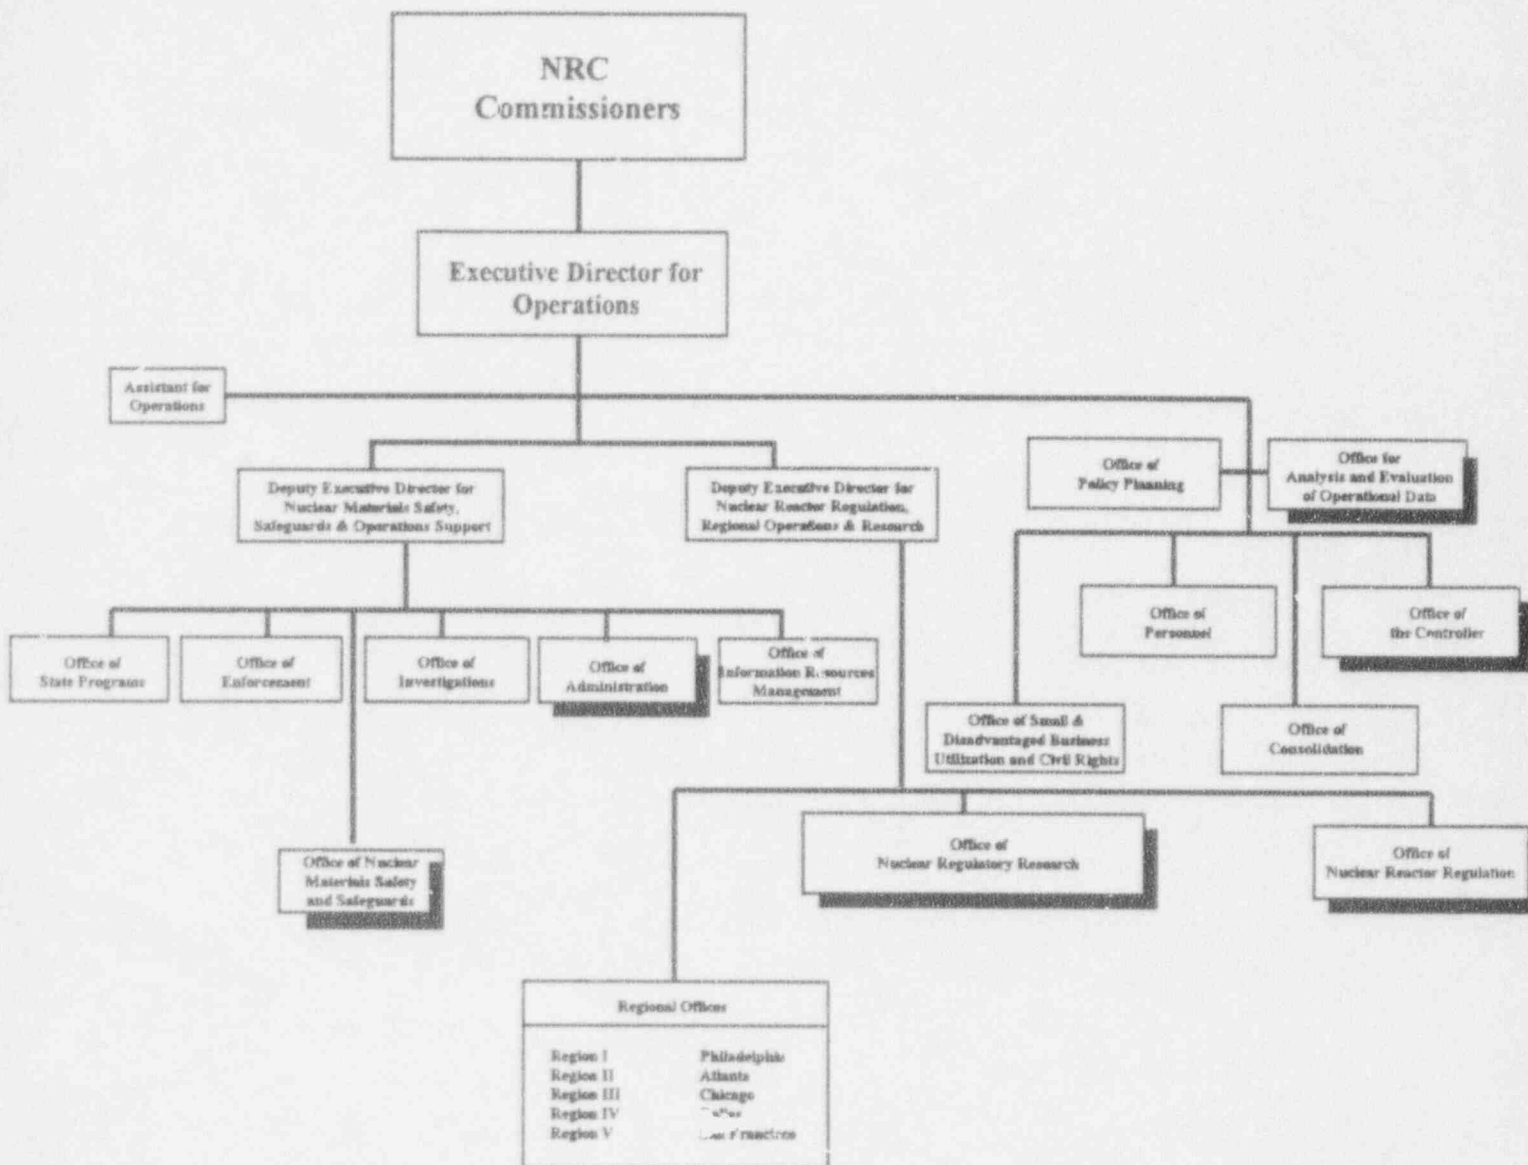 NRC
Commissioners
Executive Director for
Operations
Assistant for
Operations
Deputy Executive Director for
Nuclear Materials Safety,
Safeguards & Operations Support
Deputy Executive Director for
Nuclear Reactor Regulation,
Regional Operations & Research
Office of
Policy Planning
Office for
Analysis and Evaluation
of Operational Data
Office of
Personnel
Office of
the Controller
Office of
State Programs
Office of
Enforcement
Office of
Investigations
Office of
Administration
Office of
Information Resources
Management
Office of Small &
Disadvantaged Business
Utilization and Civil Rights
Office of
Consolidation
Office of Nuclear
Materials Safety
and Safeguards
Office of
Nuclear Regulatory Research
Office of
Nuclear Reactor Regulation
Regional Offices
Region I Philadelphia
Region II Atlanta
Region III Chicago
Region IV
Region V Francisco